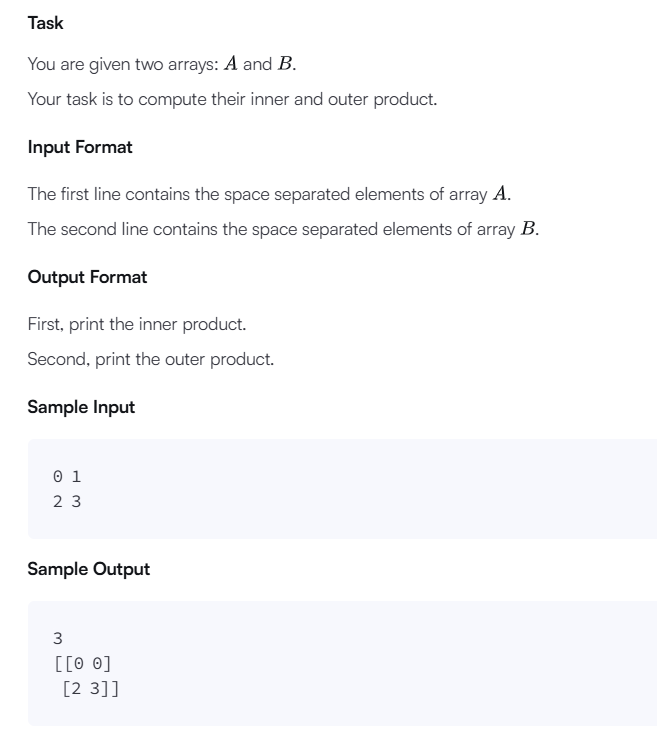 Task
You are given two arrays: A and B.
Your task is to compute their inner and outer product.
Input Format
The first line contains the space separated elements of array A.
The second line contains the space separated elements of array B.
Output Format
First, print the inner product.
Second, print the outer product.
Sample Input
0 1
2 3
Sample Output
3
[[0 0]
 [2 3]]